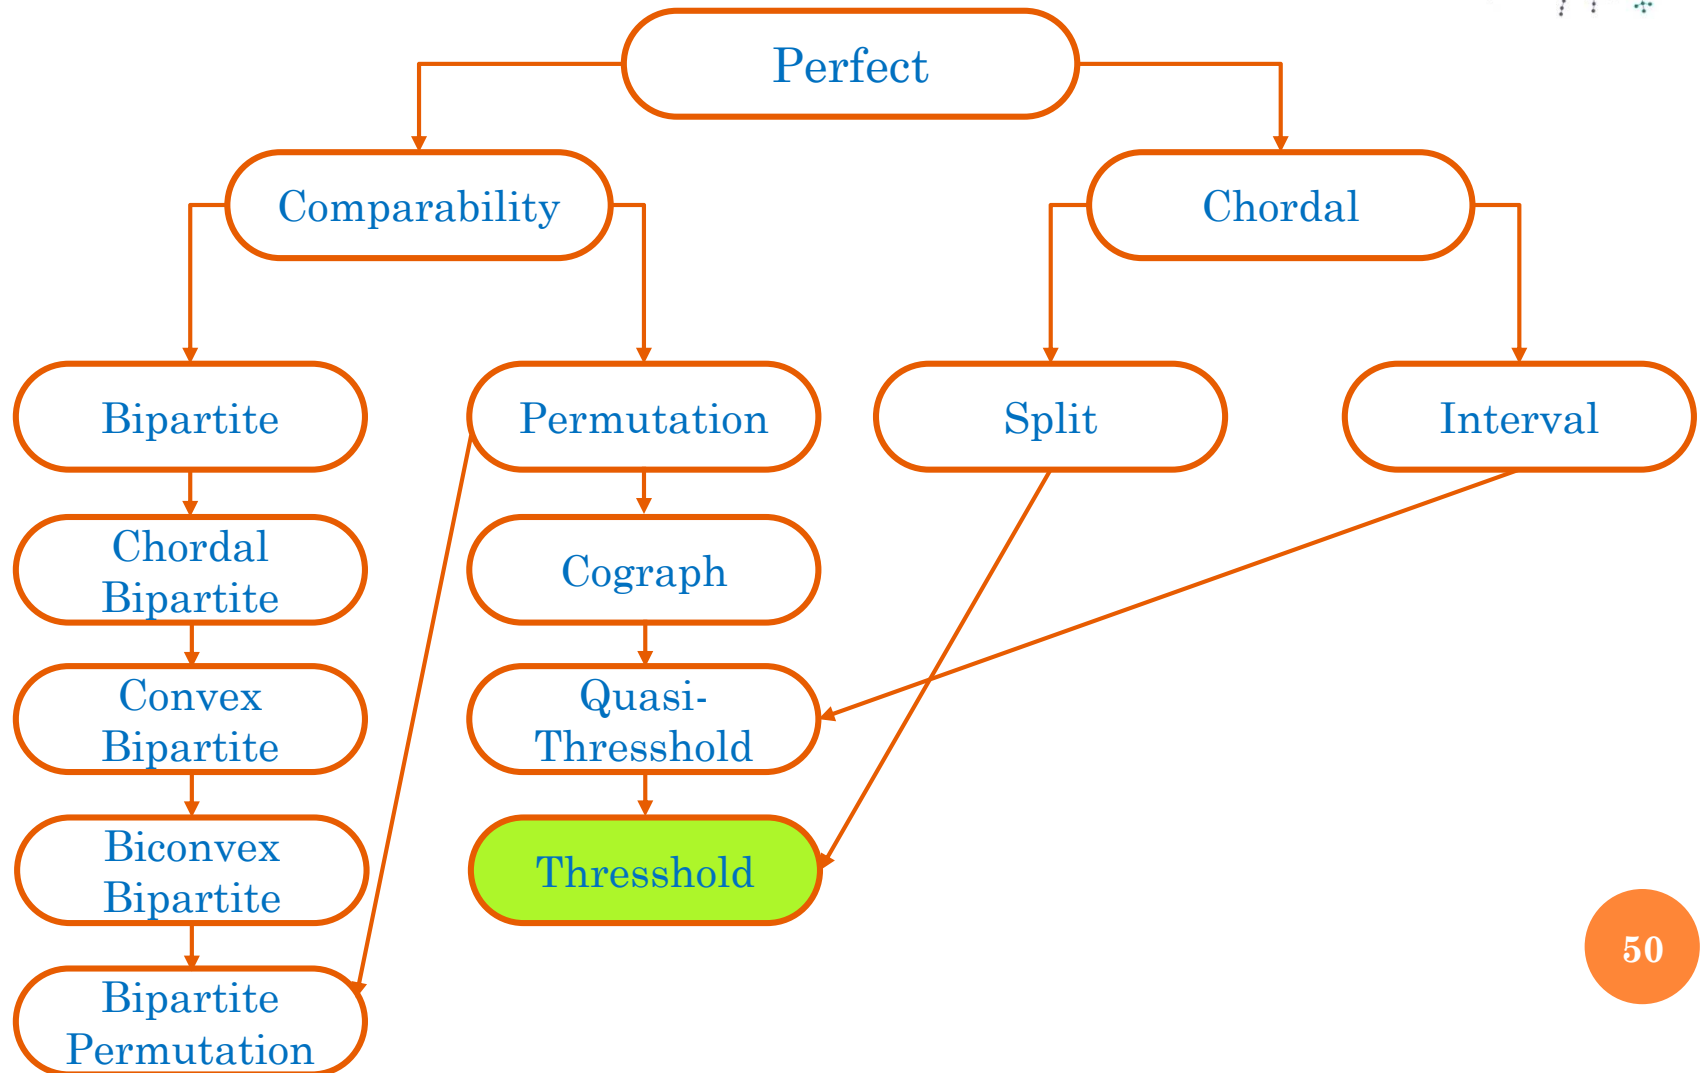 Perfect
Comparability
Chordal
Bipartite
Permutation
Split
Interval
Chordal
Bipartite
Cograph
Convex
Bipartite
Quasi-
Thresshold
Biconvex
Bipartite
Thresshold
Bipartite
Permutation
50